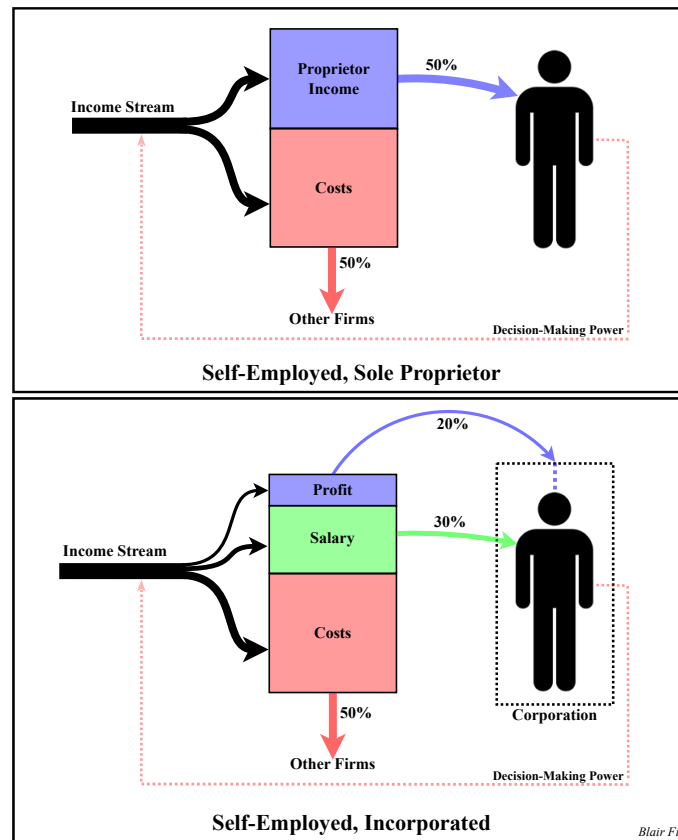 50%
Proprietor
Income
Income Stream
Costs
50%
Other Firms
Decision-Making Power
Self-Employed, Sole Proprietor
20%
Profit
30%
Salary
Income Stream
Costs
50%
Corporation
Other Firms
Decision-Making Power
Self-Employed, Incorporated
Blair